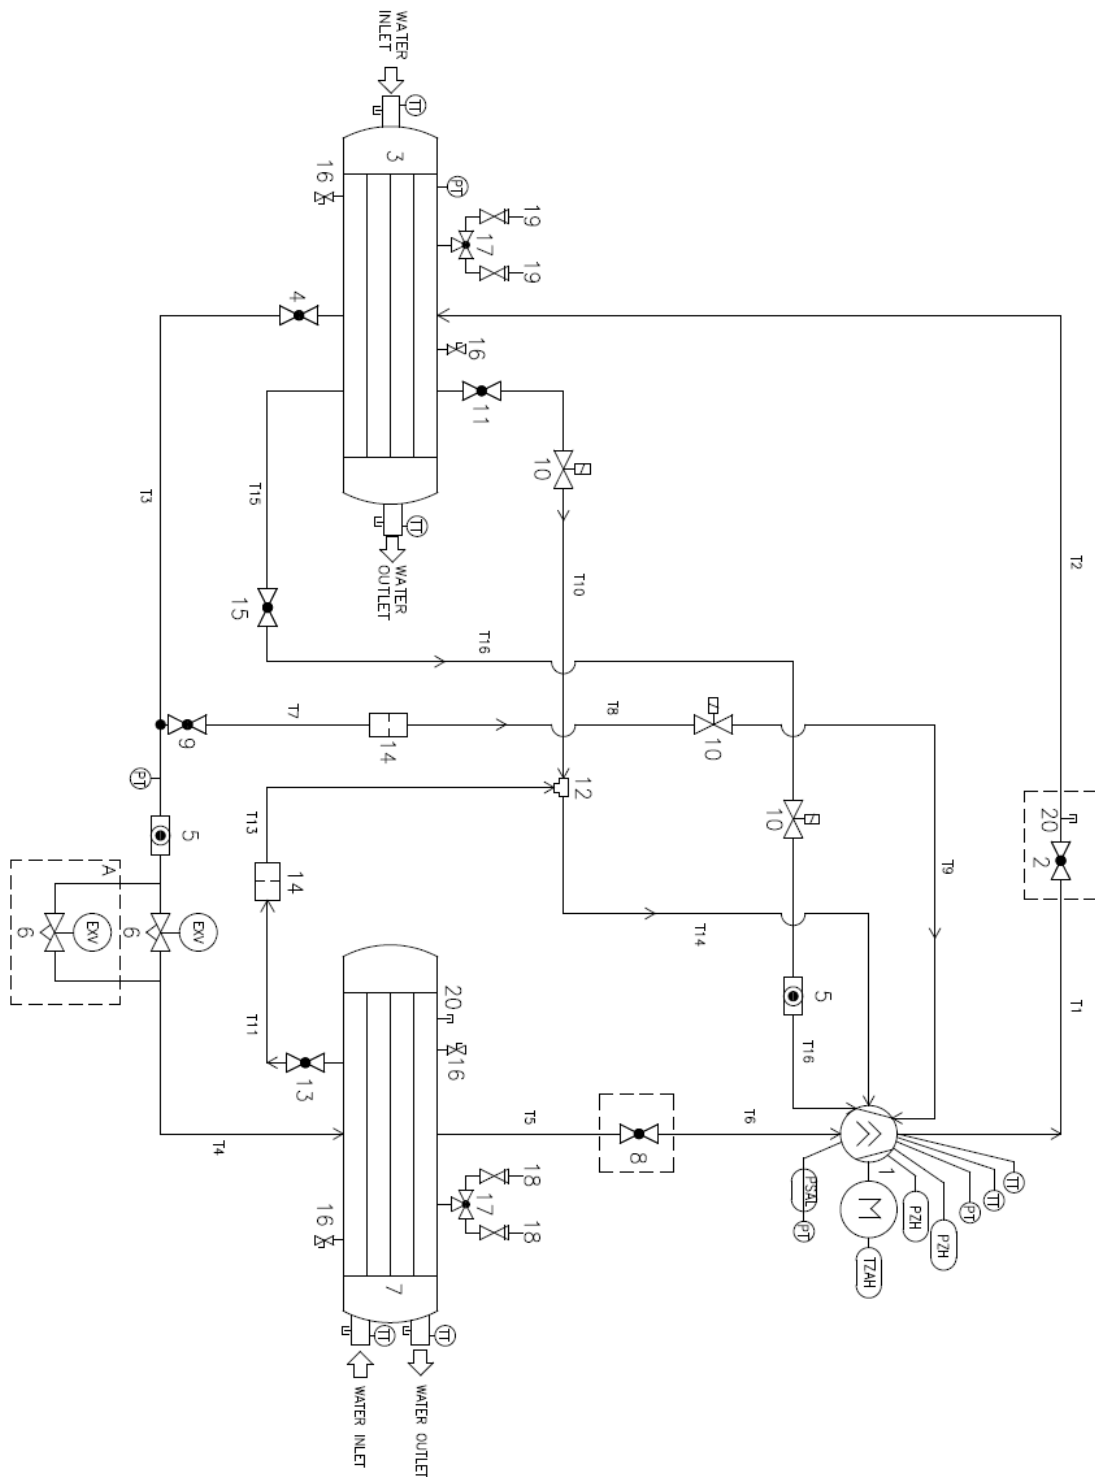 WATER
INLET
TT
3
16
PT
19
17
19
4
16
11
10
T15
T3
TT
WATER
OUTLET
T10
T2
15
T16
T7
T8
9
14
10
PT
12
T13
10
5
20
2
A
14
T9
EXV
6
EXV
6
T14
20
5
T11
16
T1
13
T16
T4
T5
8
T6
1
18
17
18
16
7
M
PSAL
PT
PZH
PZH
PT
TT
TT
TZAH
TT
TT
WATER INLET
WATER OUTLET